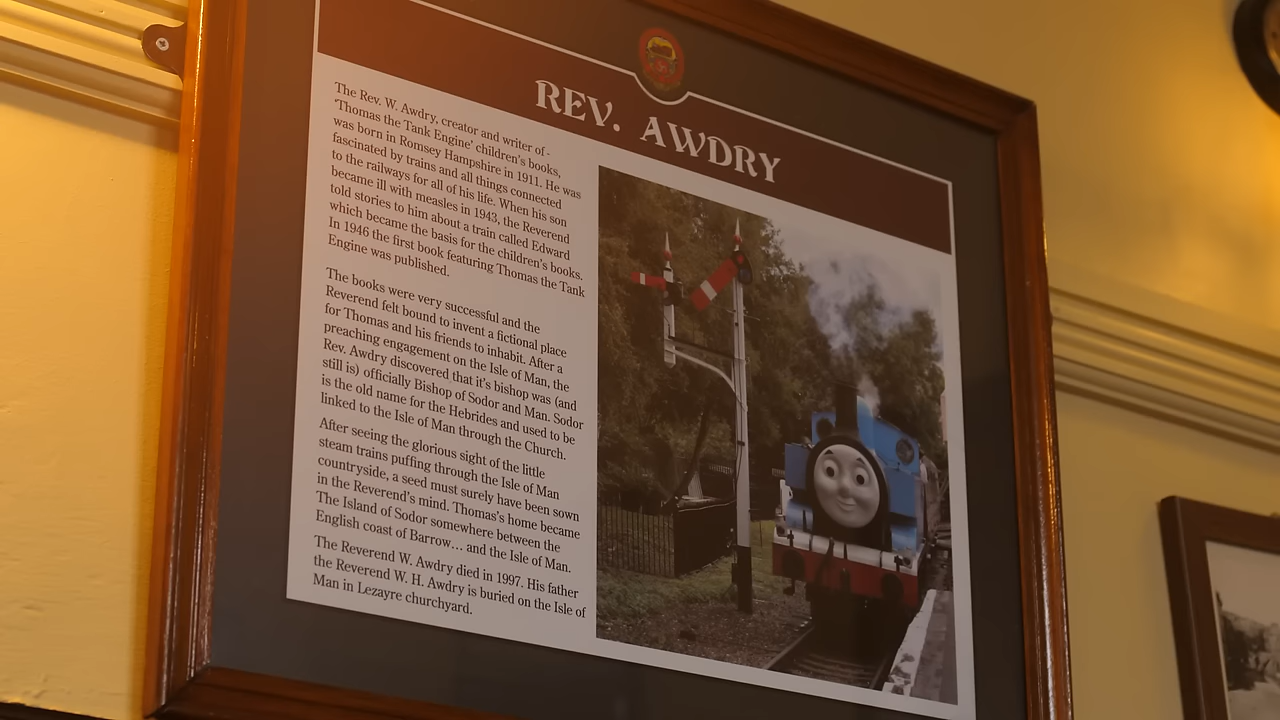 REV. AWDRY
The Rev. W. Awdry, creator and writer of -
'Thomas the Tank Engine' children's books,
was born in Romsey Hampshire in 1911. He was
fascinated by trains and all things connected
to the railways for all of his life. When his son
became ill with measles in 1943, the Reverend
told stories to him about a train called Edward
which became the basis for the children's books.
In 1946 the first book featuring Thomas the Tank
Engine was published.
The books were very successful and the
Reverend felt bound to invent a fictional place
for Thomas and his friends to inhabit. After a
preaching engagement on the Isle of Man, the
Rev. Awdry discovered that it's bishop was (and
still is) officially Bishop of Sodor and Man. Sodor
is the old name for the Hebrides and used to be
linked to the Isle of Man through the Church.
After seeing the glorious sight of the little
steam trains puffing through the Isle of Man
countryside, a seed must surely have been sown
in the Reverend's mind. Thomas's home became
The Island of Sodor somewhere between the
English coast of Barrow... and the Isle of Man.
The Reverend W. Awdry died in 1997. His father
the Reverend W. H. Awdry is buried on the Isle of
Man in Lezayre churchyard.